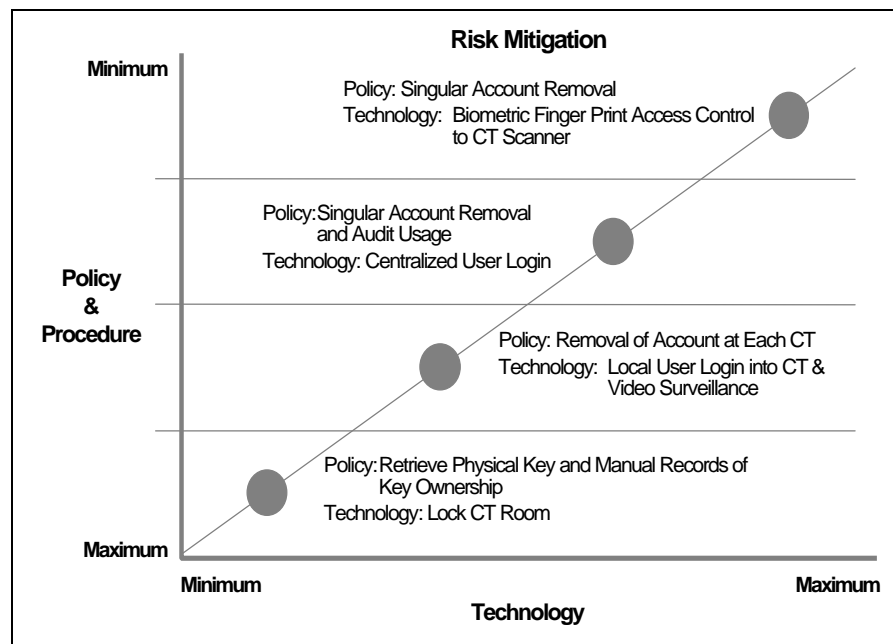 Risk Mitigation
Minimum
Policy: Singular Account Removal
Technology: Biometric Finger Print Access Control
to CT Scanner
Policy: Singular Account Removal
and Audit Usage
Technology: Centralized User Login
Policy
&
Procedure
Policy: Removal of Account at Each CT
Technology: Local User Login into CT &
Video Surveillance
Policy: Retrieve Physical Key and Manual Records of
Key Ownership
Technology: Lock CT Room
Maximum
Minimum
Maximum
Technology